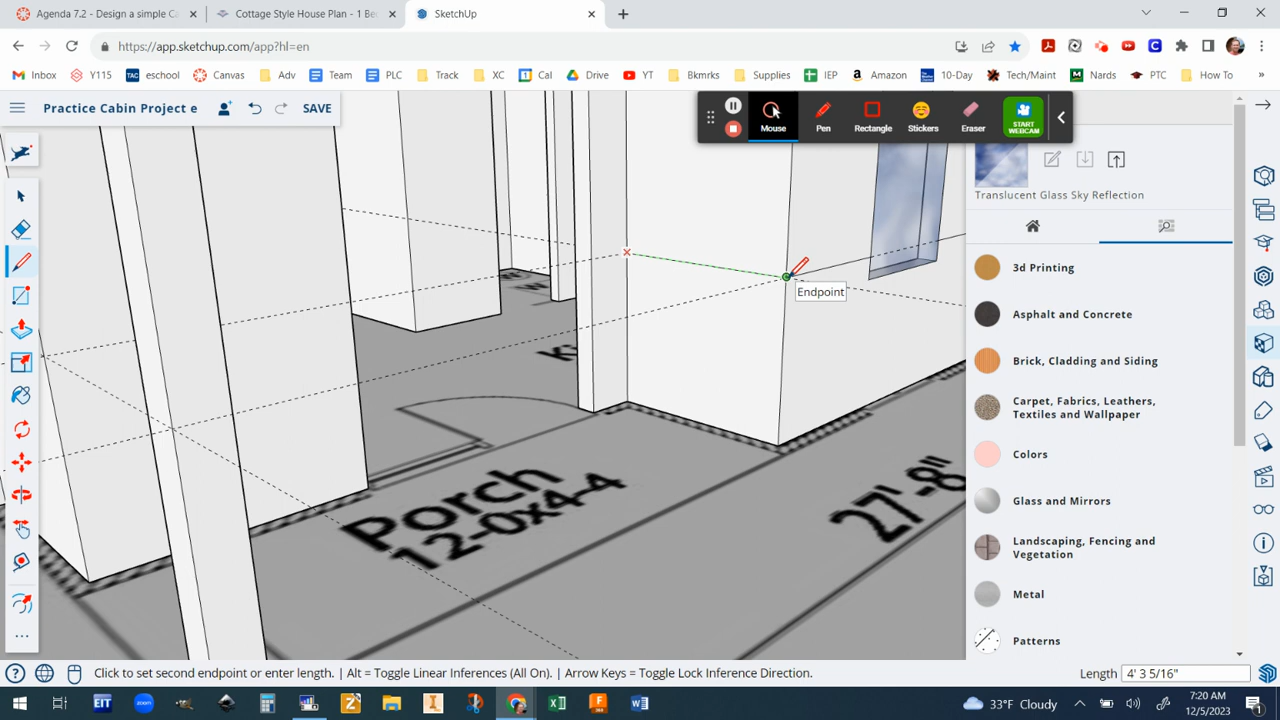 Agenda 7.2 - Design a simple Ca
Cottage Style House Plan - 1 Be
SketchUp
https://app.sketchup.com/app?hl=en
Inbox
Y115
eschool
Canvas
Adv
Team
PLC
Track
XC
Cal
Drive
YT
Bkmrks
Supplies
IEP
Amazon
10-Day
Tech/Maint
Nards
PTC
How To
»
Practice Cabin Project e
SAVE
Mouse
Pen
Rectangle
Stickers
Eraser
START
WEBCAM
Translucent Glass Sky Reflection
3d Printing
Asphalt and Concrete
Brick, Cladding and Siding
Carpet, Fabrics, Leathers,
Textiles and Wallpaper
Colors
Glass and Mirrors
Landscaping, Fencing and
Vegetation
Metal
Patterns
Endpoint
Ki
Porch
12-0x4-4
27'-8"
Click to set second endpoint or enter length. | Alt = Toggle Linear Inferences (All On). | Arrow Keys = Toggle Lock Inference Direction.
Length 4' 3 5/16"
33°F Cloudy
7:20 AM
12/5/2023